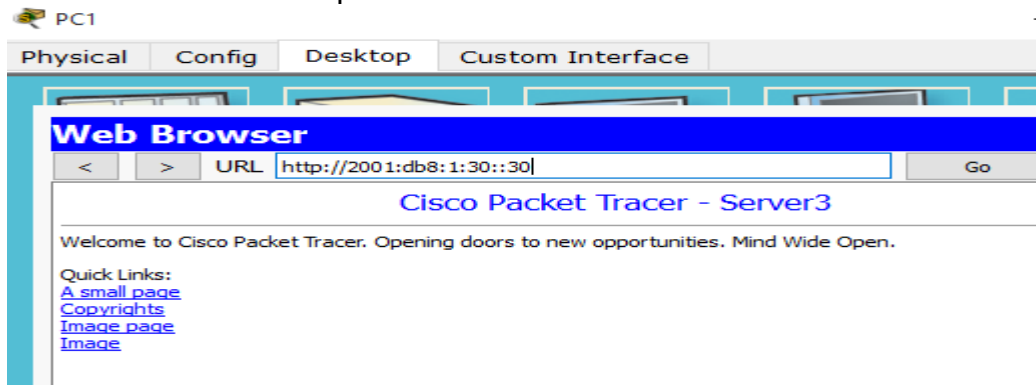 PC1
Physical Config Desktop Custom Interface
Web Browser
< > URL http://2001:db8:1:30::30 Go
Cisco Packet Tracer - Server3
Welcome to Cisco Packet Tracer. Opening doors to new opportunities. Mind Wide Open.
Quick Links:
A small page
Copyrights
Image page
Image